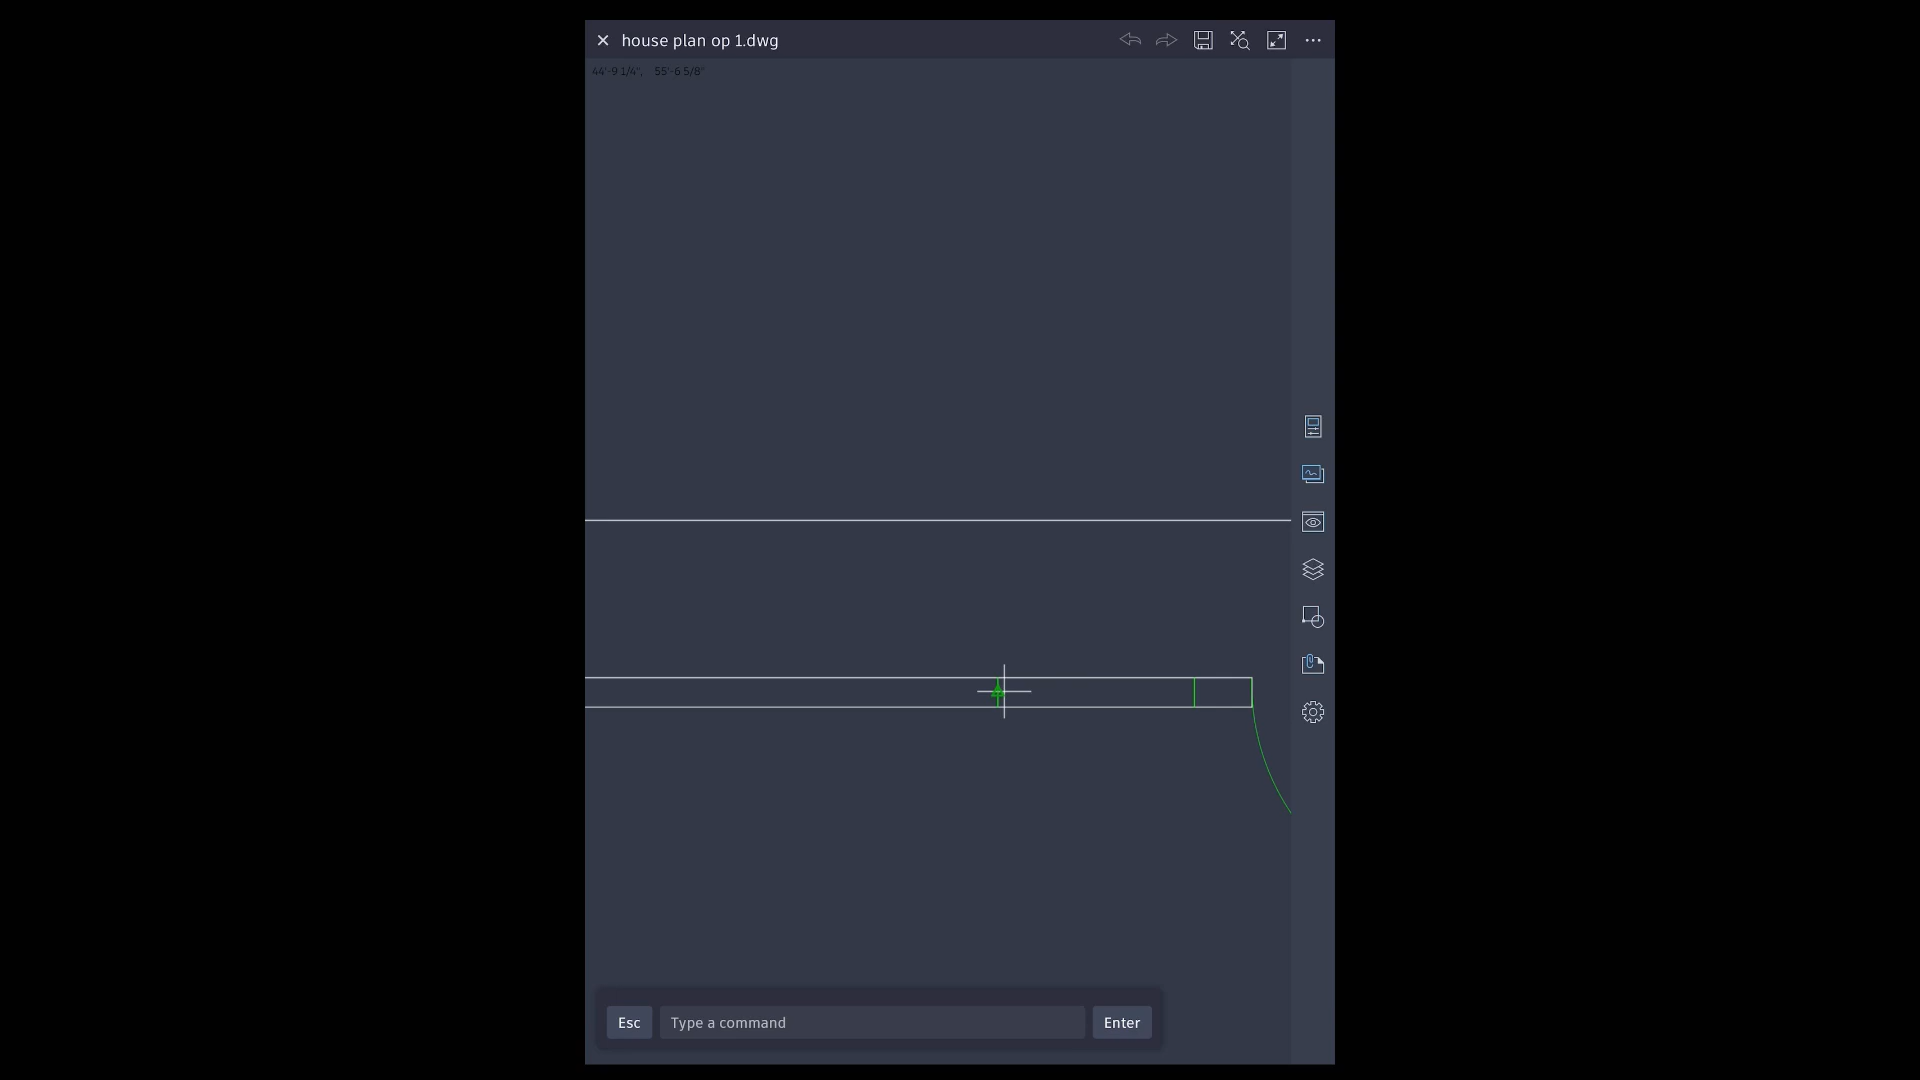 house plan op 1.dwg
44'-9 1/4", 55'-6 5/8"
Esc
Type a command
Enter